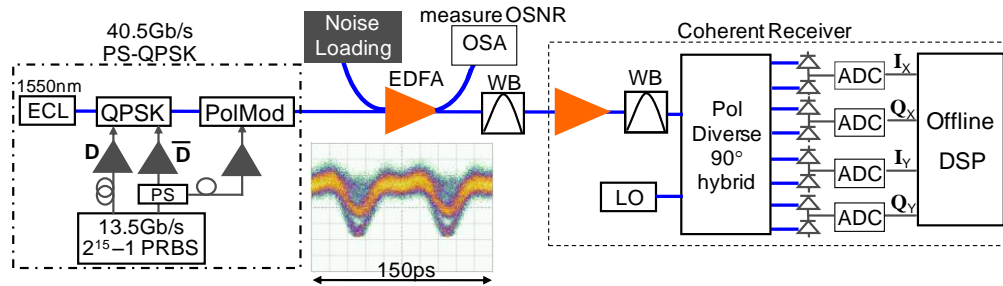 40.5Gb/s
PS-QPSK
1550nm
ECL
QPSK
PolMod
D
D̅
PS
13.5Gb/s
2¹⁵–1 PRBS
Noise
Loading
measure OSNR
OSA
EDFA
WB
150ps
Coherent Receiver
WB
LO
Pol
Diverse
90°
hybrid
ADC
I_X
ADC
Q_X
ADC
I_Y
ADC
Q_Y
Offline
DSP